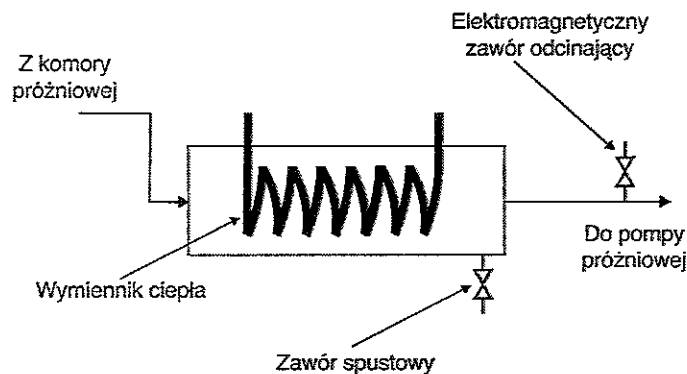 Elektromagnetyczny
zawór odcinający
Z komory
próżniowej
Do pompy
próżniowej
Wymiennik ciepła
Zawór spustowy